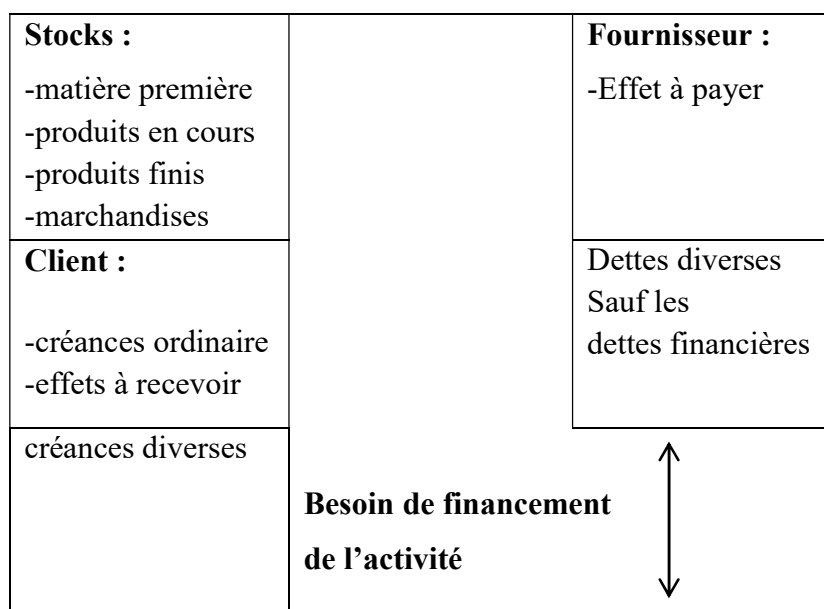 Stocks :
-matière première
-produits en cours
-produits finis
-marchandises
Client :
-créances ordinaire
-effets à recevoir
créances diverses
Fournisseur :
-Effet à payer
Dettes diverses
Sauf les
dettes financières
Besoin de financement
de l’activité